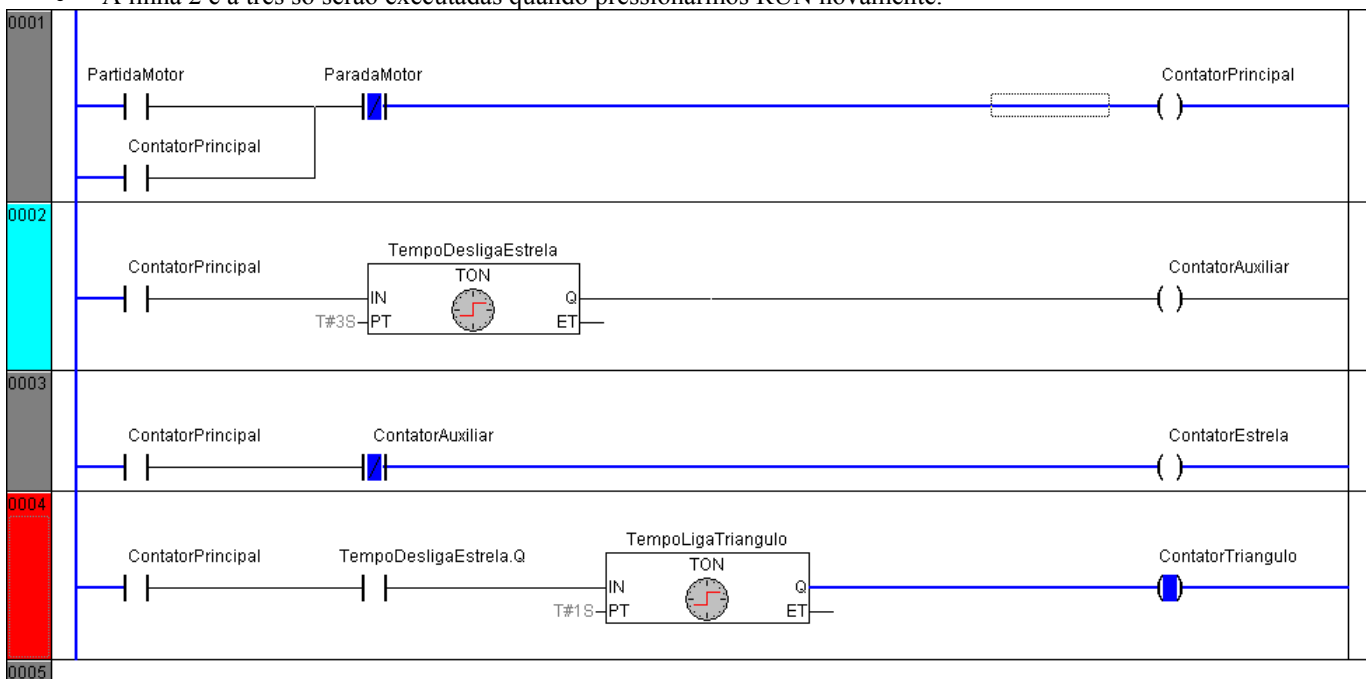 A linha 2 e a três só serão executadas quando pressionarmos RUN novamente.
0001
PartidaMotor ParadaMotor ContatorPrincipal
ContatorPrincipal
0002
TempoDesligaEstrela
ContatorPrincipal TON ContatorAuxiliar
IN Q
T#3S PT ET
0003
ContatorPrincipal ContatorAuxiliar ContatorEstrela
0004
TempoLigaTriangulo
ContatorPrincipal TempoDesligaEstrela.Q TON ContatorTriangulo
IN Q
T#1S PT ET
0005